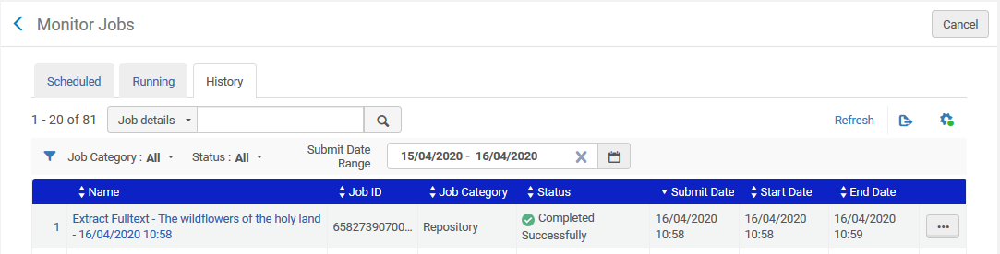 Monitor Jobs
Cancel
Scheduled
Running
History
1 - 20 of 81
Job details
Refresh
Job Category : All
Status : All
Submit Date
Range
15/04/2020 - 16/04/2020
Name
Job ID
Job Category
Status
Submit Date
Start Date
End Date
1
Extract Fulltext - The wildflowers of the holy land
- 16/04/2020 10:58
65827390700...
Repository
Completed
Successfully
16/04/2020
10:58
16/04/2020
10:58
16/04/2020
10:59